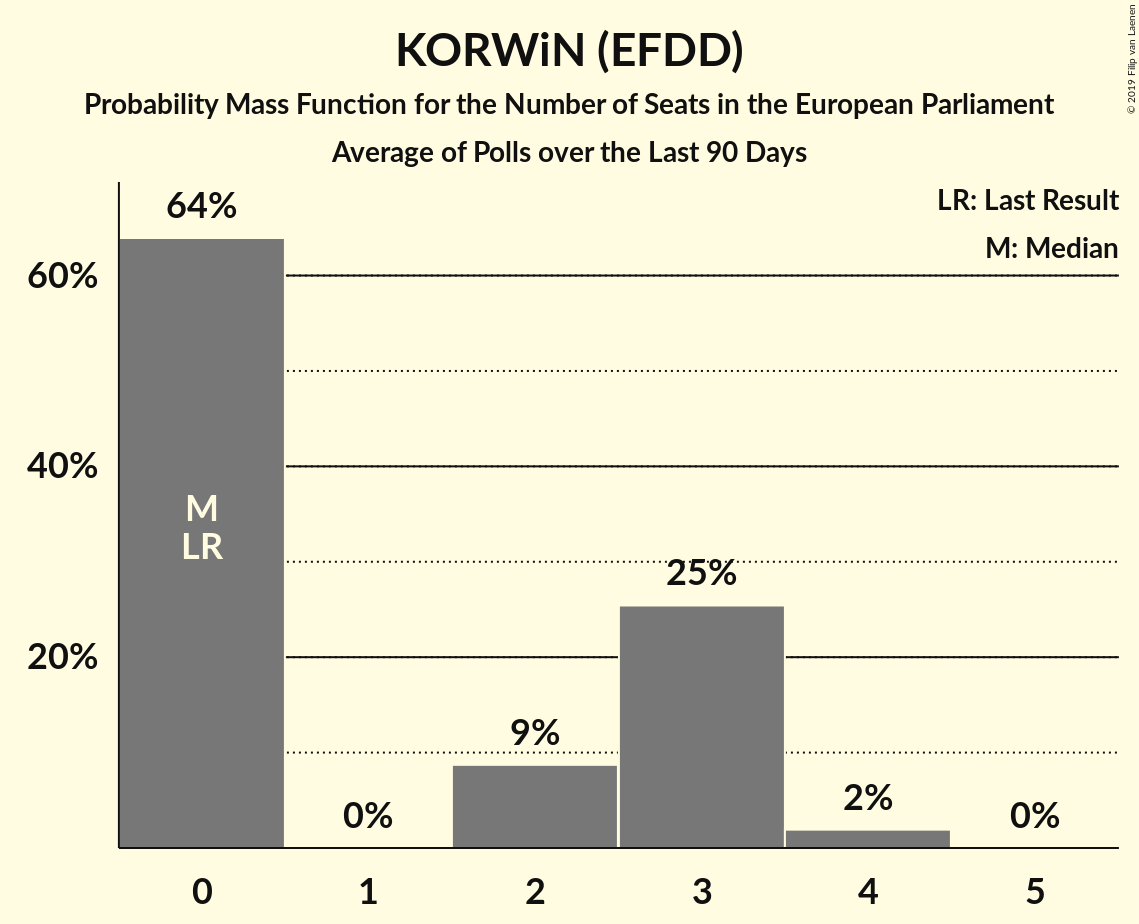 KORWiN (EFDD)
Probability Mass Function for the Number of Seats in the European Parliament
Average of Polls over the Last 90 Days
© 2019 Filip van Laenen
LR: Last Result
M: Median
64%
60%
40%
M
LR
25%
20%
9%
2%
0%
0%
0 1 2 3 4 5